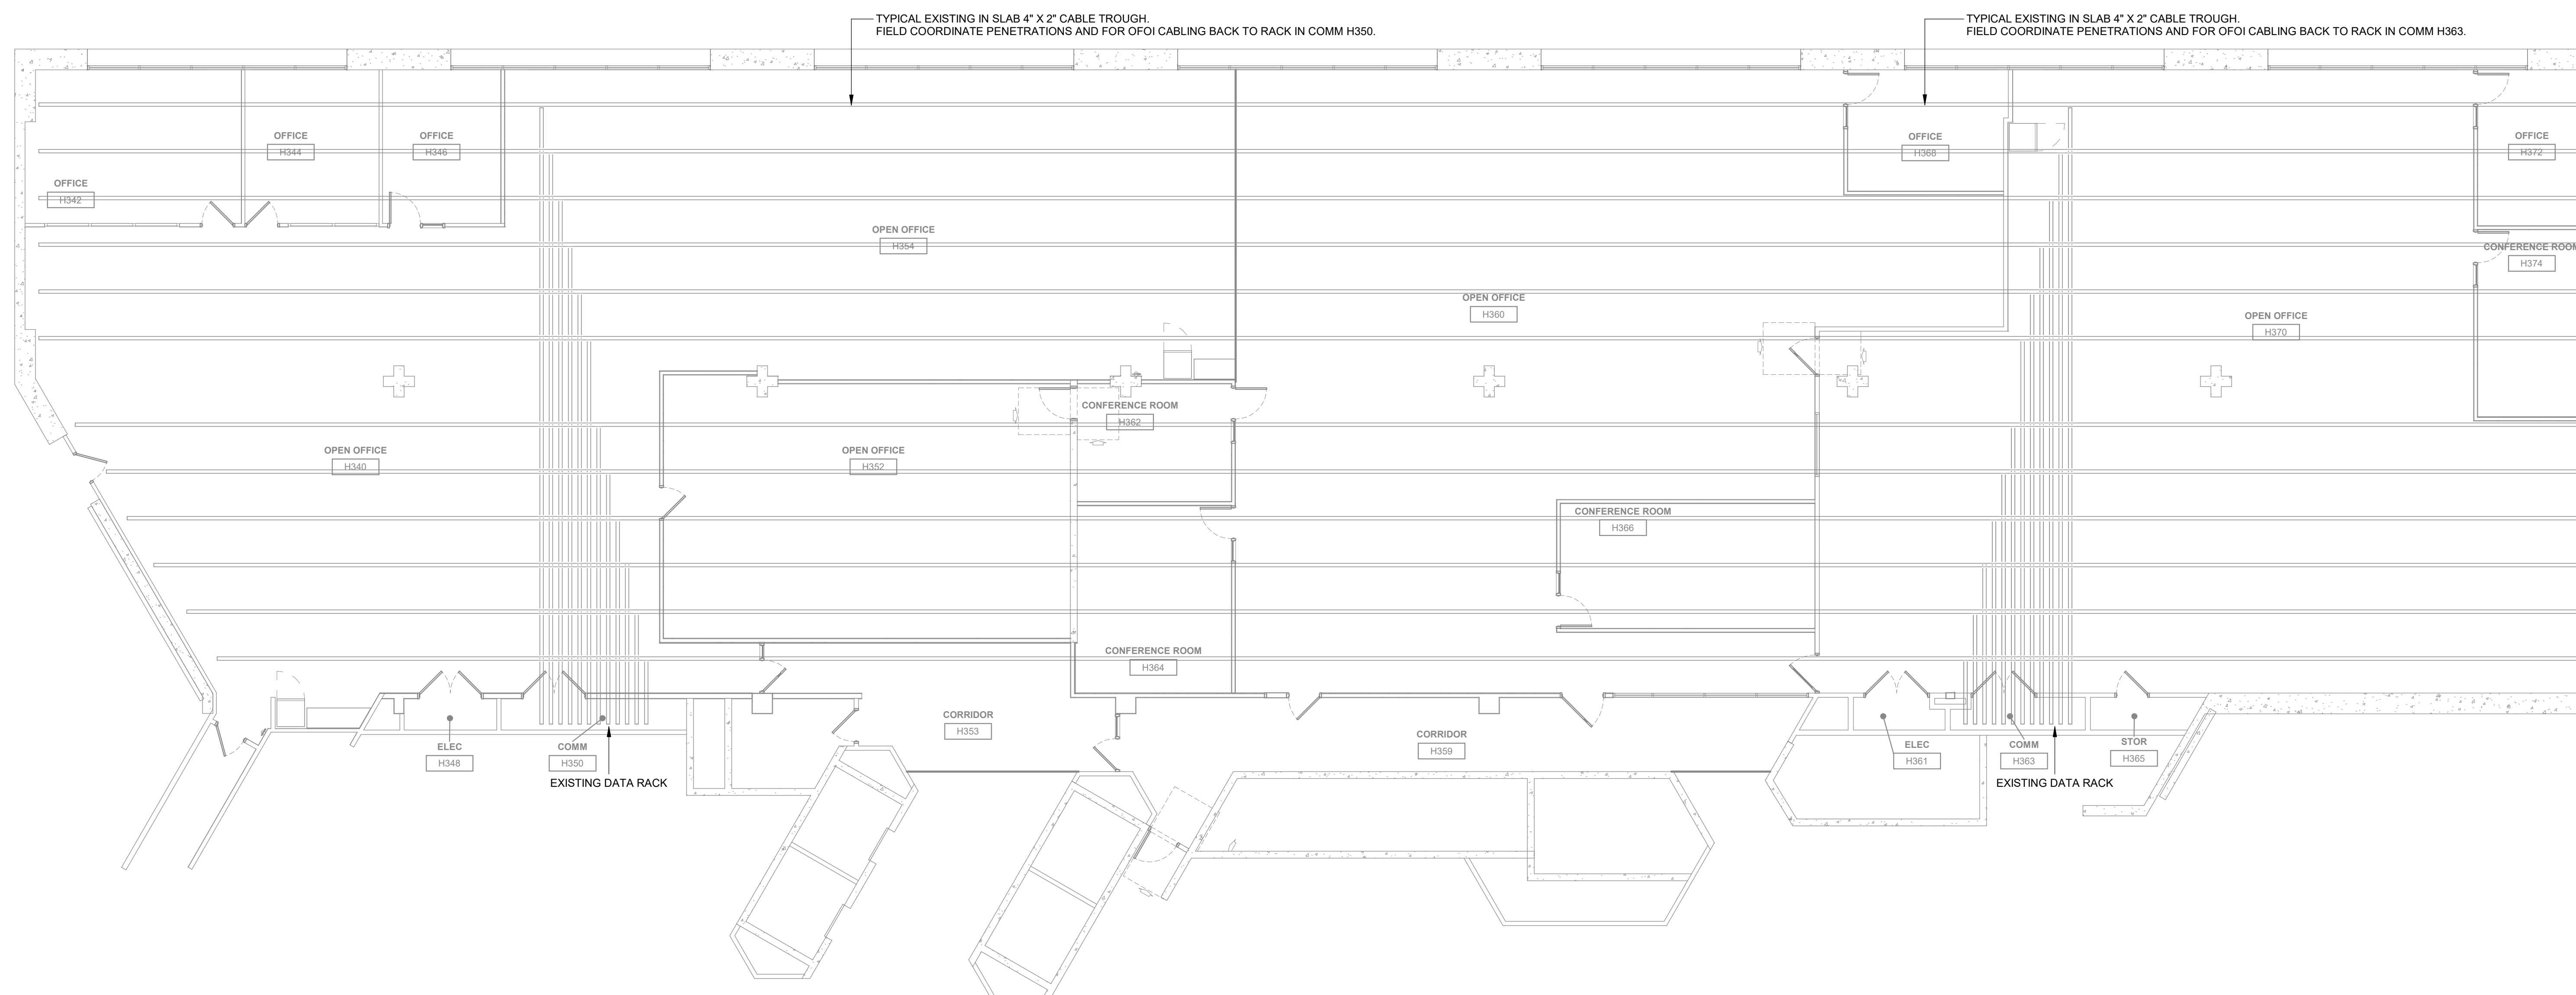 TYPICAL EXISTING IN SLAB 4" X 2" CABLE TROUGH.
FIELD COORDINATE PENETRATIONS AND FOR OFOI CABLING BACK TO RACK IN COMM H350.
TYPICAL EXISTING IN SLAB 4" X 2" CABLE TROUGH.
FIELD COORDINATE PENETRATIONS AND FOR OFOI CABLING BACK TO RACK IN COMM H363.
OFFICE
H344
OFFICE
H346
OFFICE
H368
OFFICE
H372
OFFICE
H342
OPEN OFFICE
H354
CONFERENCE ROOM
H374
OPEN OFFICE
H360
OPEN OFFICE
H370
CONFERENCE ROOM
H362
OPEN OFFICE
H340
OPEN OFFICE
H352
CONFERENCE ROOM
H366
CONFERENCE ROOM
H364
CORRIDOR
H353
CORRIDOR
H359
ELEC
H348
COMM
H350
EXISTING DATA RACK
ELEC
H361
COMM
H363
STOR
H365
EXISTING DATA RACK